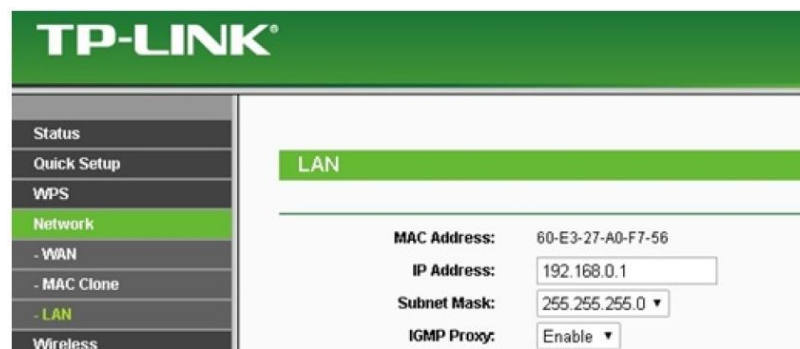 TP-LINK®
Status
Quick Setup
WPS
Network
- WAN
- MAC Clone
- LAN
Wireless
LAN
MAC Address: 60-E3-27-A0-F7-56
IP Address: 192.168.0.1
Subnet Mask: 255.255.255.0
IGMP Proxy: Enable